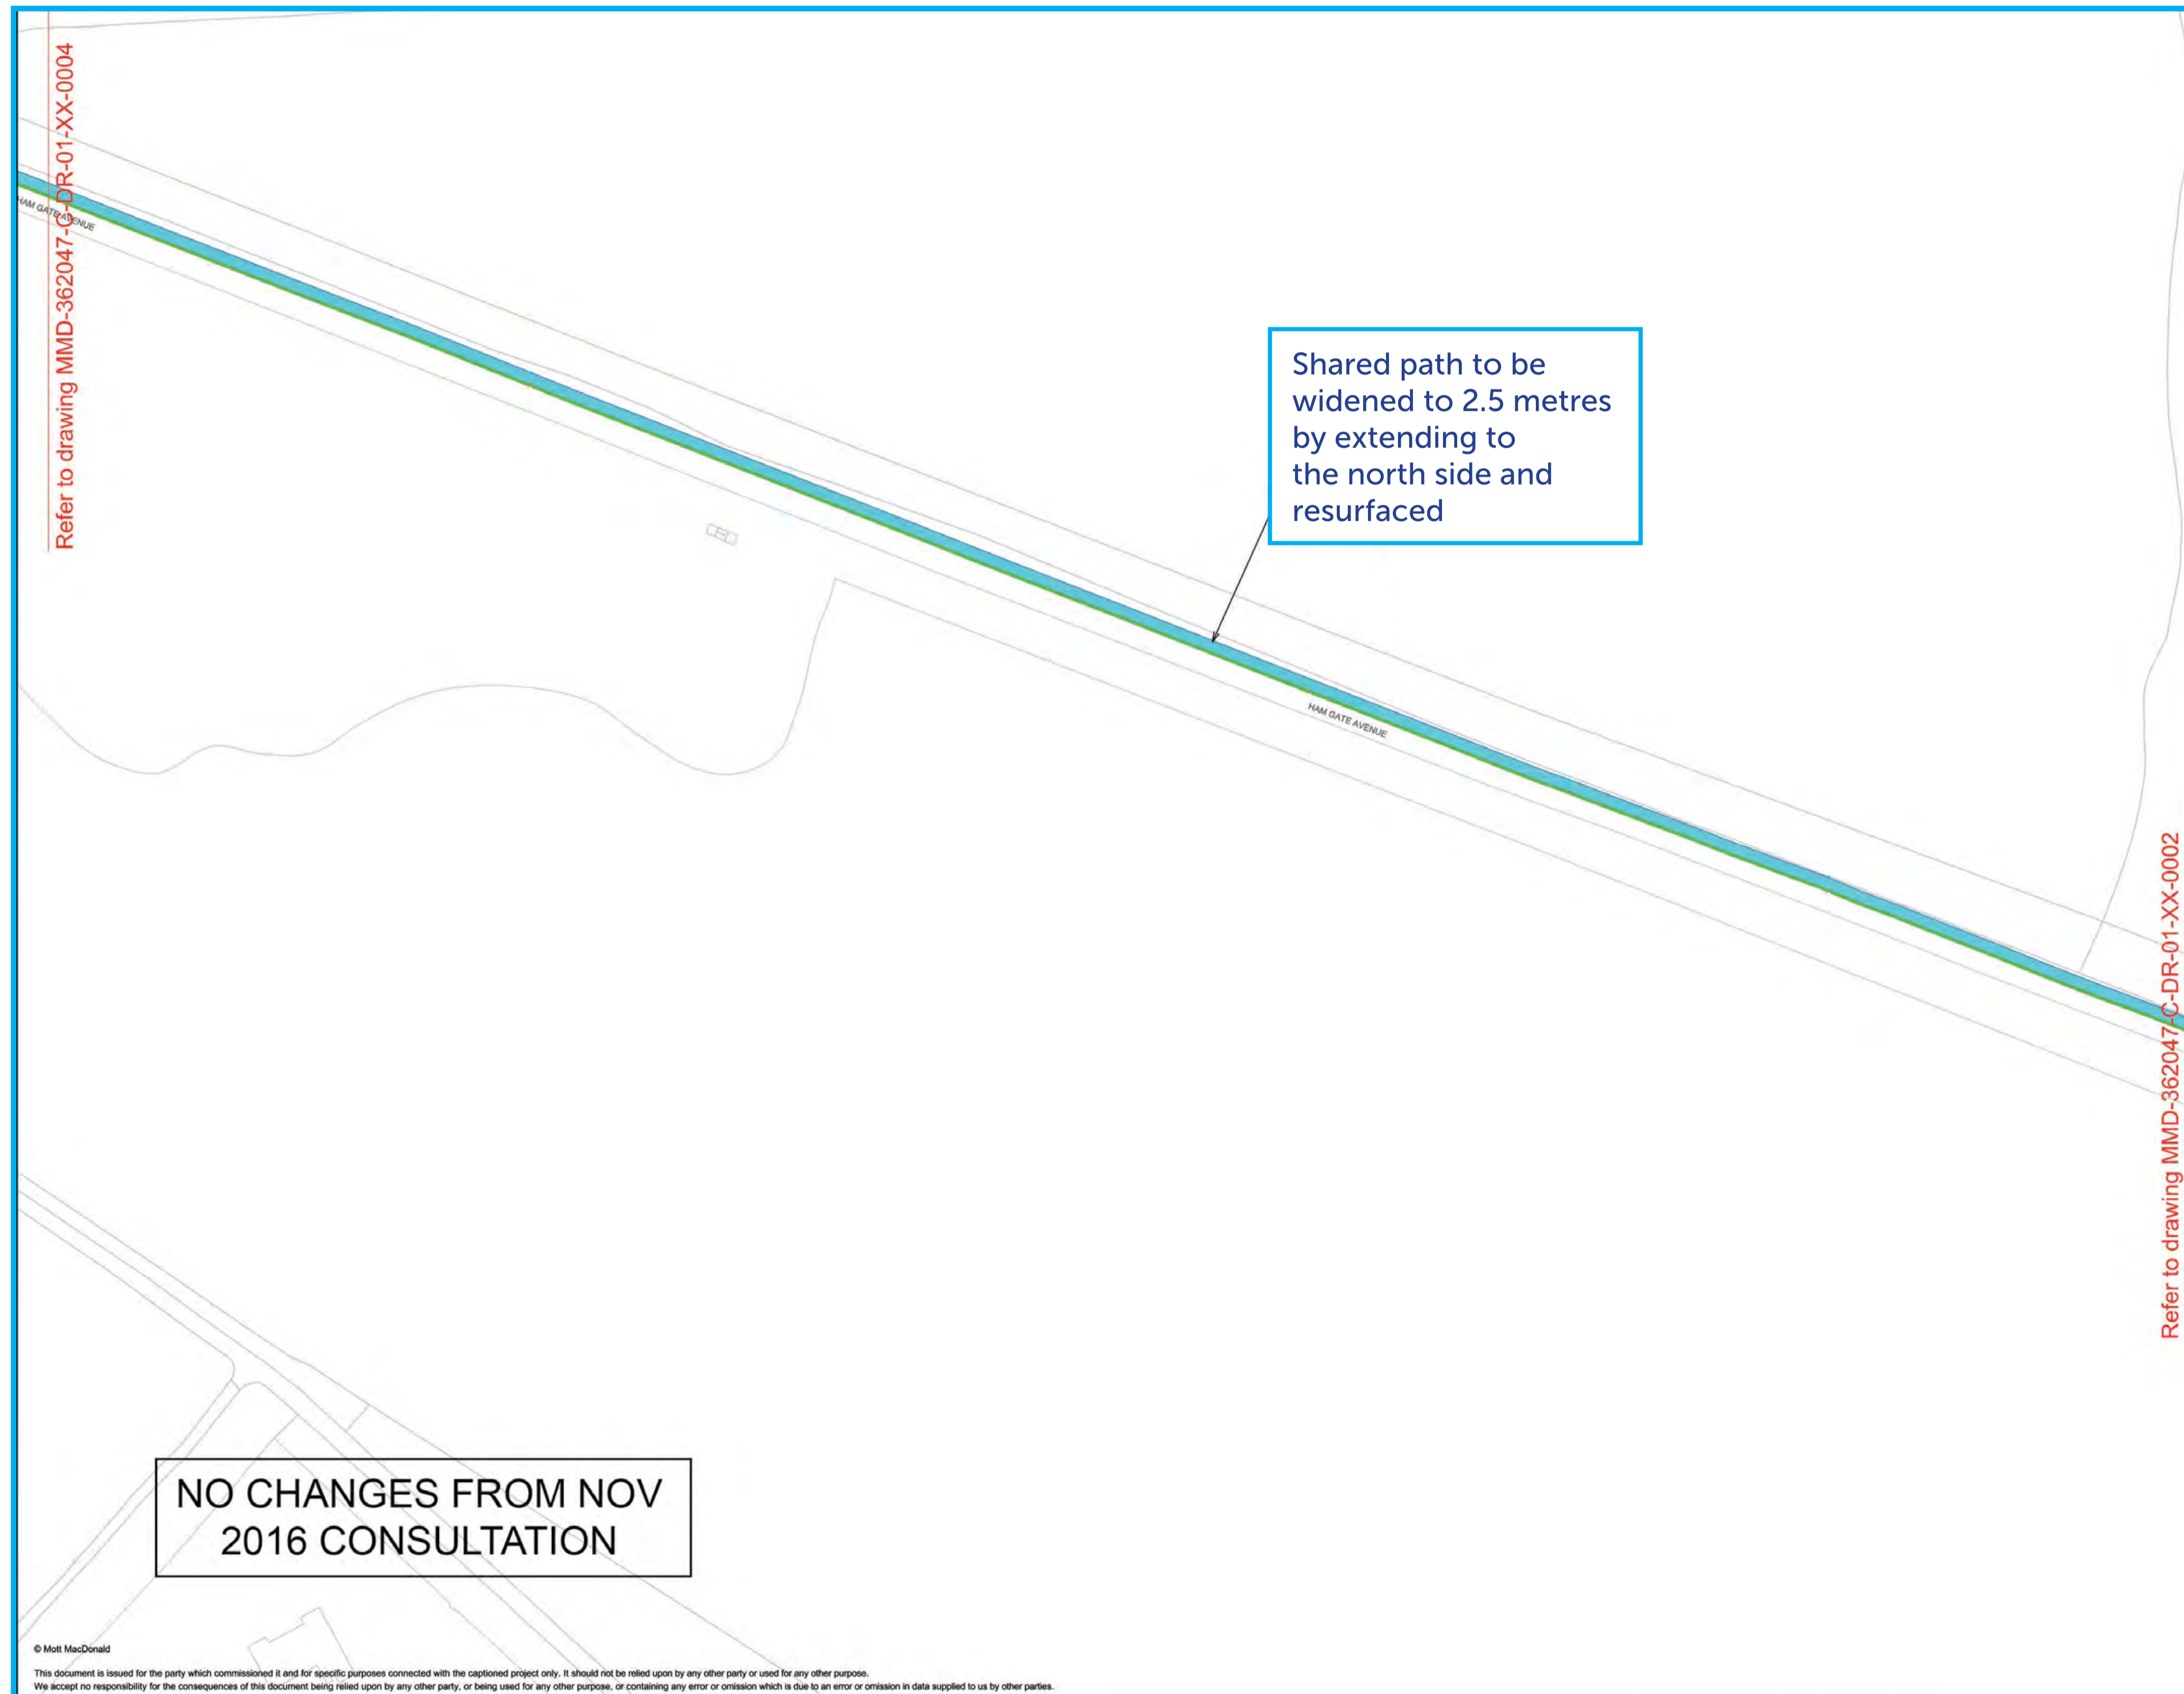 Refer to drawing MMD-362047-C-DR-01-XX-0004
HAM GATE AVENUE
Shared path to be
widened to 2.5 metres
by extending to
the north side and
resurfaced
HAM GATE AVENUE
Refer to drawing MMD-362047-C-DR-01-XX-0002
NO CHANGES FROM NOV
2016 CONSULTATION
© Mott MacDonald
This document is issued for the party which commissioned it and for specific purposes connected with the captioned project only. It should not be relied upon by any other party or used for any other purpose.
We accept no responsibility for the consequences of this document being relied upon by any other party, or being used for any other purpose, or containing any error or omission which is due to an error or omission in data supplied to us by other parties.